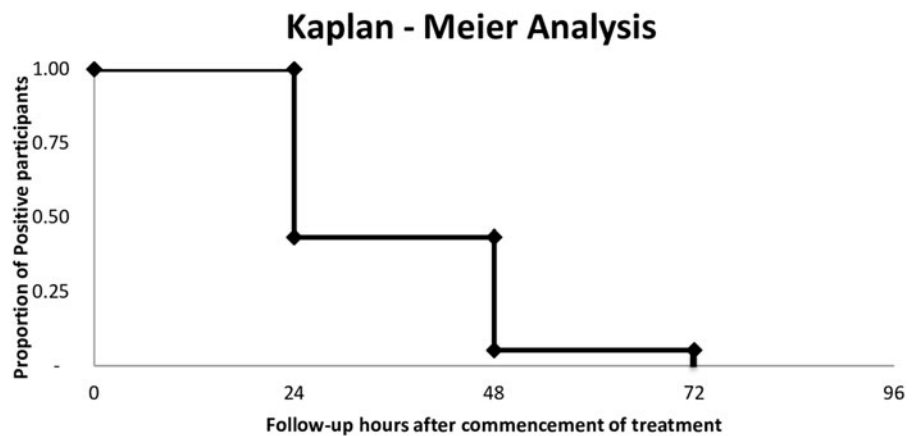 Kaplan - Meier Analysis
Proportion of Positive participants
1.00
0.75
0.50
0.25
-
0 24 48 72 96
Follow-up hours after commencement of treatment